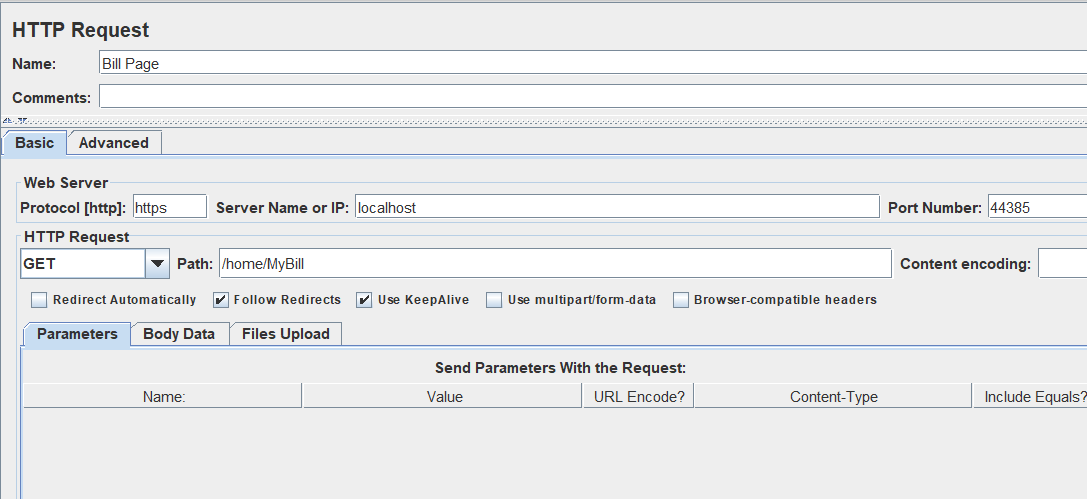 HTTP Request
Name: Bill Page
Comments:
Basic Advanced
Web Server
Protocol [http]: https Server Name or IP: localhost Port Number: 44385
HTTP Request
GET Path: /home/MyBill Content encoding:
Redirect Automatically Follow Redirects Use KeepAlive Use multipart/form-data Browser-compatible headers
Parameters Body Data Files Upload
Send Parameters With the Request:
Name: Value URL Encode? Content-Type Include Equals?